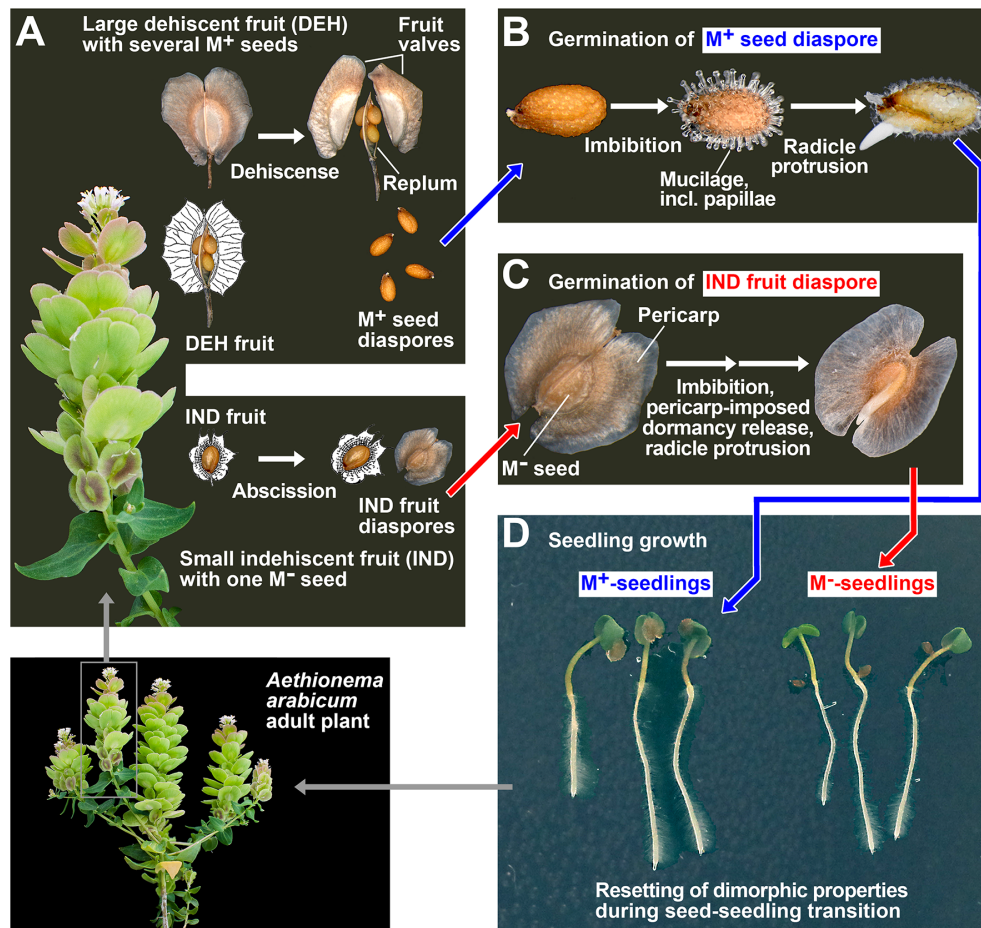 A
Large dehiscent fruit (DEH)
with several M⁺ seeds
Fruit
valves
Dehiscense
Replum
DEH fruit
M⁺ seed
diaspores
IND fruit
Abscission
IND fruit
diaspores
Small indehiscent fruit (IND)
with one M⁻ seed
B
Germination of M⁺ seed diaspore
Imbibition
Mucilage,
incl. papillae
Radicle
protrusion
C
Germination of IND fruit diaspore
Pericarp
M⁻ seed
Imbibition,
pericarp-imposed
dormancy release,
radicle protrusion
D
Seedling growth
M⁺-seedlings
M⁻-seedlings
Resetting of dimorphic properties
during seed-seedling transition
Aethionema
arabicum
adult plant